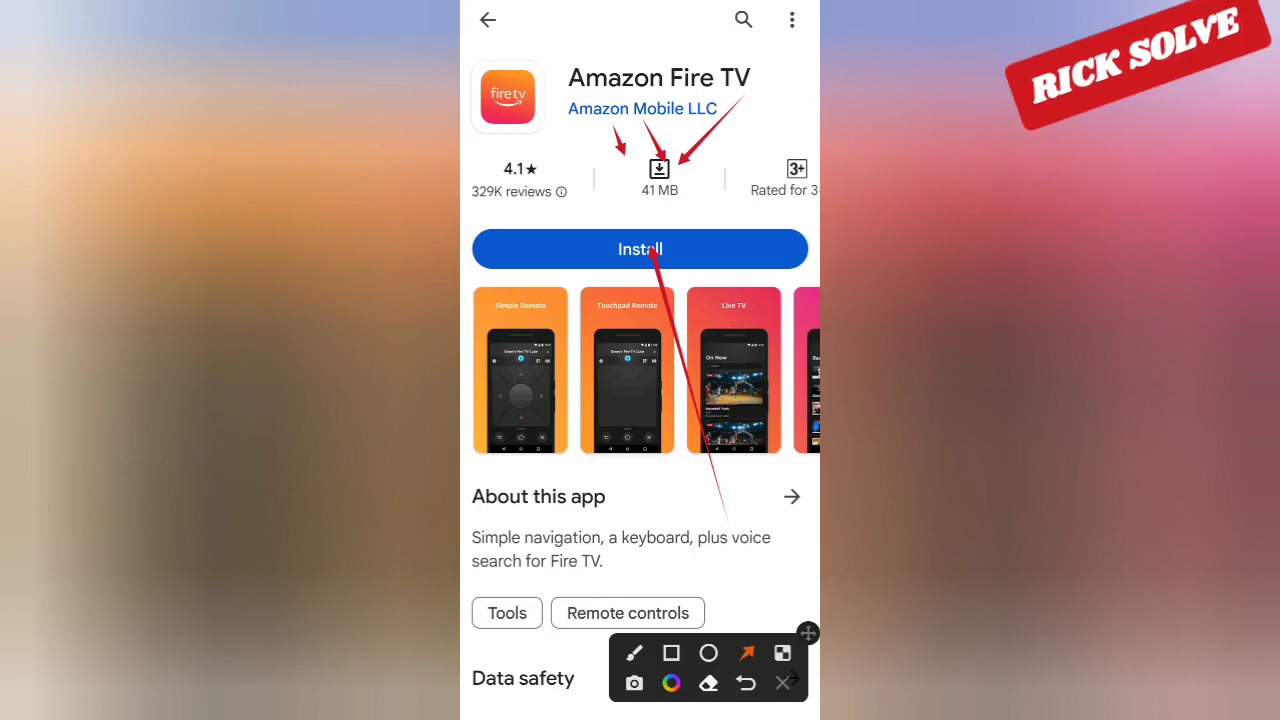 RICK SOLVE
Amazon Fire TV
fire tv
Amazon Mobile LLC
4.1★
329K reviews
41 MB
3+
Rated for 3
Install
Simple Remote
Touchpad Remote
Live TV
On Now
About this app
Simple navigation, a keyboard, plus voice
search for Fire TV.
Tools
Remote controls
Data safety